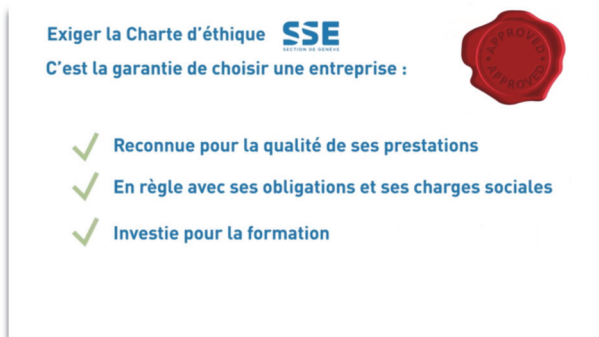 Exiger la Charte d'éthique SSE
SECTION DE GENÈVE
C'est la garantie de choisir une entreprise :
APPROVED
APPROVED
Reconnue pour la qualité de ses prestations
En règle avec ses obligations et ses charges sociales
Investie pour la formation